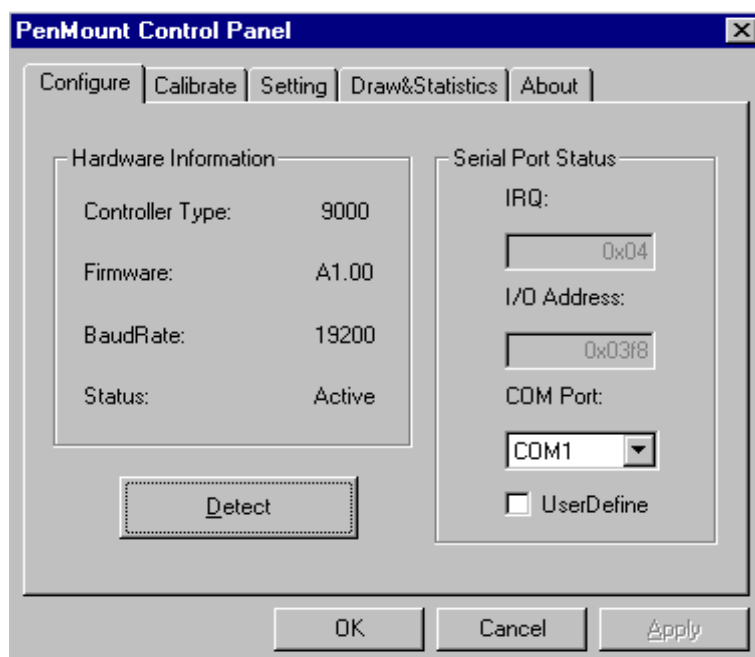 PenMount Control Panel
Configure Calibrate Setting Draw&Statistics About
Hardware Information
Controller Type: 9000
Firmware: A1.00
BaudRate: 19200
Status: Active
Detect
Serial Port Status
IRQ:
0x04
I/O Address:
0x03f8
COM Port:
COM1
UserDefine
OK Cancel Apply